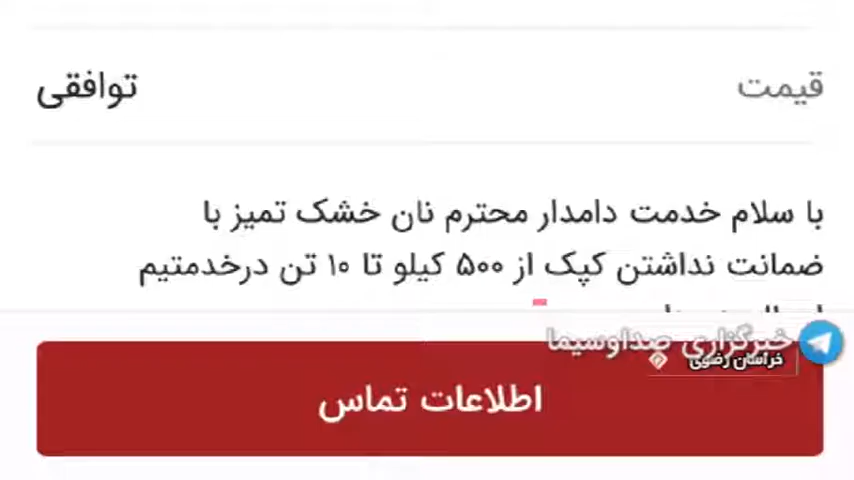 قیمت
توافقی
با سلام خدمت دامدار محترم نان خشک تمیز با
ضمانت نداشتن کپک از ۵۰۰ کیلو تا ۱۰ تن درخدمتیم
خبرگزاری صداوسیما
خراسان رضوی
اطلاعات تماس